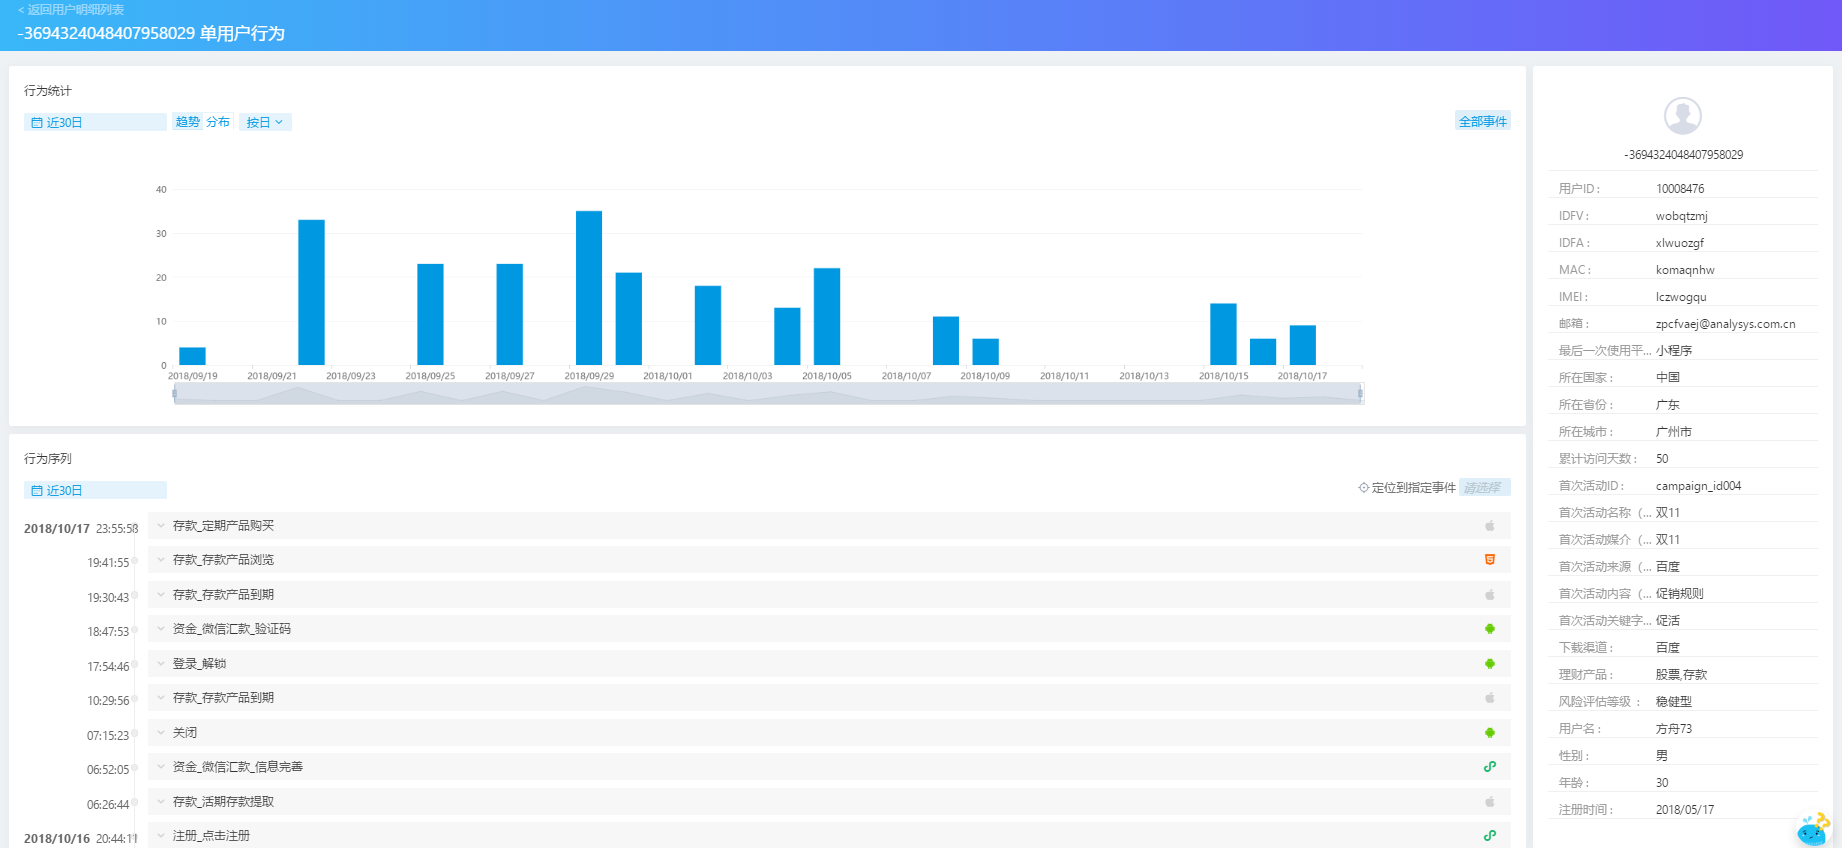 < 返回用户明细列表
-3694324048407958029 单用户行为
行为统计
近30日 趋势 分布 按日 全部事件
40
30
20
10
0
2018/09/19 2018/09/21 2018/09/23 2018/09/25 2018/09/27 2018/09/29 2018/10/01 2018/10/03 2018/10/05 2018/10/07 2018/10/09 2018/10/11 2018/10/13 2018/10/15 2018/10/17
行为序列
近30日 定位到指定事件 请选择
2018/10/17 23:55:58 存款_定期产品购买
19:41:55 存款_存款产品浏览
19:30:43 存款_存款产品到期
18:47:53 资金_微信汇款_验证码
17:54:46 登录_解锁
10:29:56 存款_存款产品到期
07:15:23 关闭
06:52:05 资金_微信汇款_信息完善
06:26:44 存款_活期存款提取
2018/10/16 20:44:11 注册_点击注册
-3694324048407958029
用户ID : 10008476
IDFV : wobqtzmj
IDFA : xlwuozgf
MAC : komaqnhw
IMEI : lczwogqu
邮箱 : zpcfvaej@analysys.com.cn
最后一次使用平... 小程序
所在国家 : 中国
所在省份 : 广东
所在城市 : 广州市
累计访问天数 : 50
首次活动ID : campaign_id004
首次活动名称（... 双11
首次活动媒介（... 双11
首次活动来源（... 百度
首次活动内容（... 促销规则
首次活动关键字... 促活
下载渠道 : 百度
理财产品 : 股票,存款
风险评估等级 : 稳健型
用户名 : 方舟73
性别 : 男
年龄 : 30
注册时间 : 2018/05/17